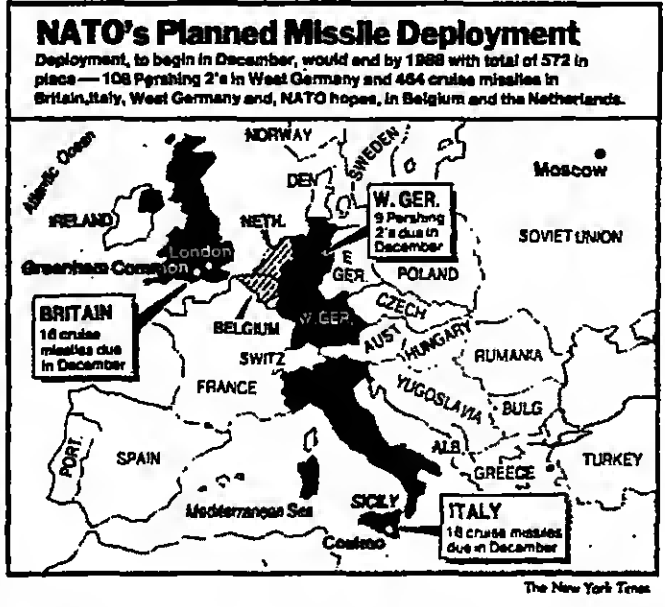 NATO's Planned Missile Deployment
Deployment, to begin in December, would end by 1988 with total of 572 in
place — 108 Pershing 2's in West Germany and 464 cruise missiles in
Britain, Italy, West Germany and, NATO hopes, in Belgium and the Netherlands.
Atlantic Ocean
NORWAY
SWEDEN
Moscow
DEN
IRELAND
NETH.
W. GER.
9 Pershing
2's due in
December
SOVIET UNION
London
Greenham Common
E
GER.
POLAND
BRITAIN
16 cruise
missiles due
in December
BELGIUM
W. GER.
CZECH
SWITZ
AUST
HUNGARY
RUMANIA
FRANCE
YUGOSLAVIA
BULG
PORT.
SPAIN
ALB.
GREECE
TURKEY
Mediterranean Sea
SICILY
Comiso
ITALY
16 cruise missiles
due in December
The New York Times